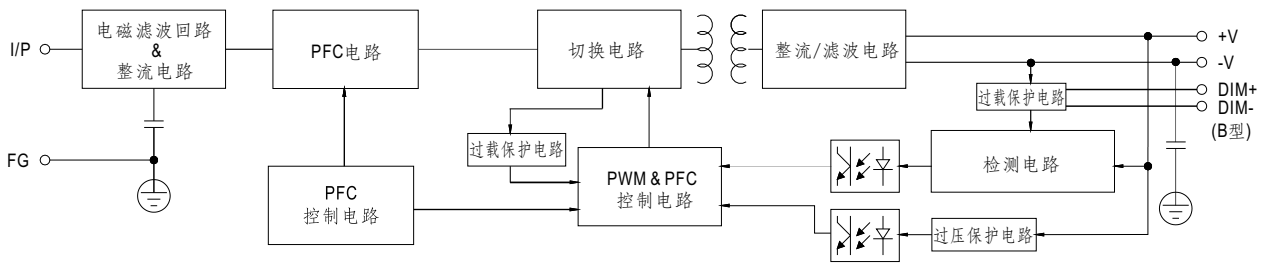 I/P
电磁滤波回路
&
整流电路
PFC电路
切换电路
整流/滤波电路
+V
-V
过载保护电路
DIM+
DIM-
(B型)
FG
过载保护电路
PFC
控制电路
PWM & PFC
控制电路
检测电路
过压保护电路